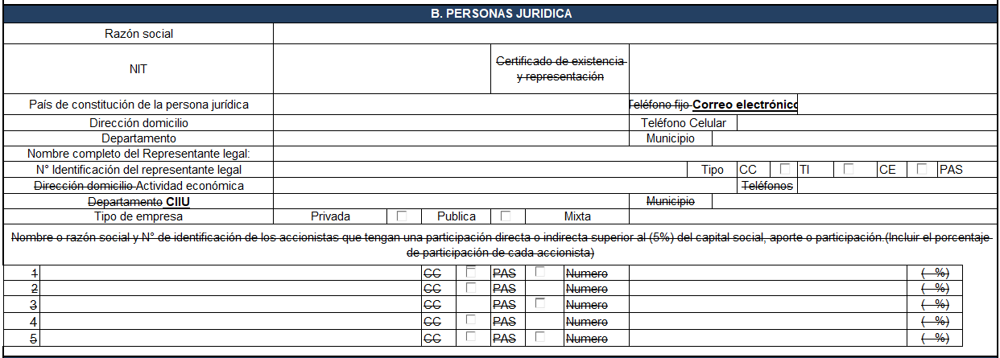 B. PERSONAS JURIDICA
Razón social
NIT
Certificado de existencia
y representación
País de constitución de la persona jurídica
Teléfono fijo Correo electrónico
Dirección domicilio
Teléfono Celular
Departamento
Municipio
Nombre completo del Representante legal:
N° Identificación del representante legal Tipo CC TI CE PAS
Dirección domicilio Actividad económica Teléfonos
Departamento CIIU Municipio
Tipo de empresa Privada Publica Mixta
Nombre o razón social y N° de identificación de los accionistas que tengan una participación directa o indirecta superior al (5%) del capital social, aporte o participación.(Incluir el porcentaje
de participación de cada accionista)
1 CC PAS Numero ( %)
2 CC PAS Numero ( %)
3 CC PAS Numero ( %)
4 CC PAS Numero ( %)
5 CC PAS Numero ( %)